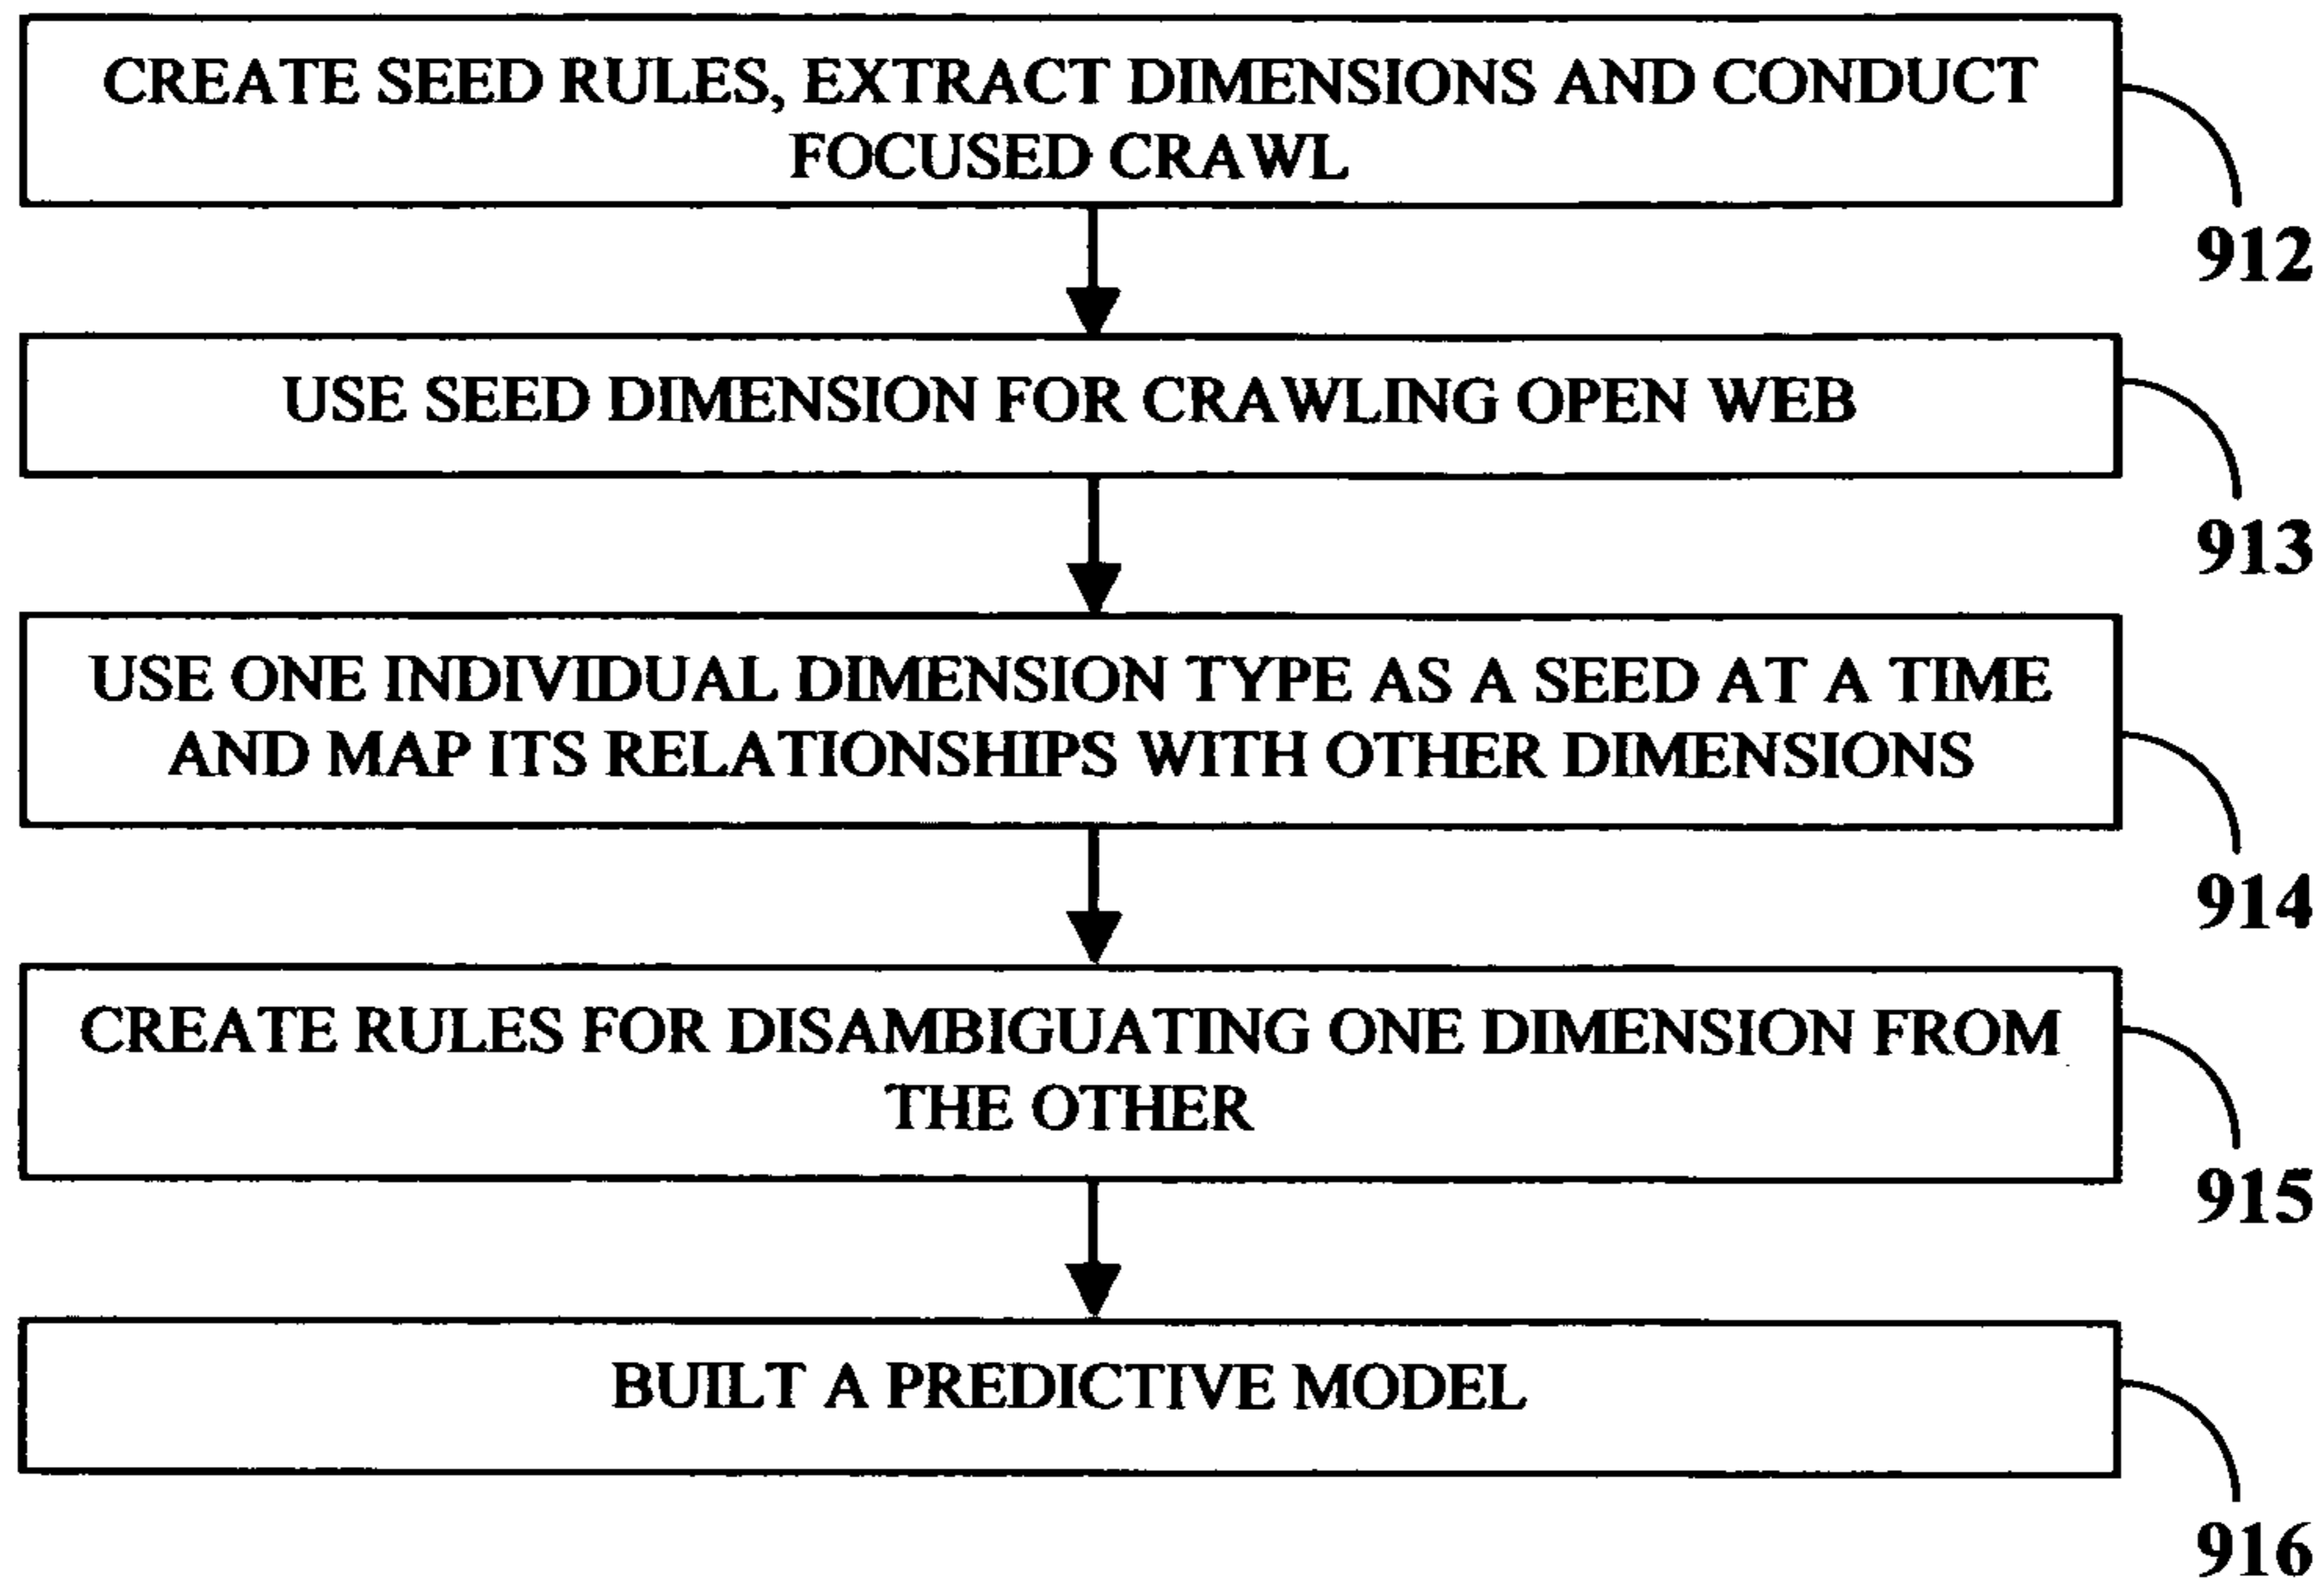 CREATE SEED RULES, EXTRACT DIMENSIONS AND CONDUCT
FOCUSED CRAWL
912
USE SEED DIMENSION FOR CRAWLING OPEN WEB
913
USE ONE INDIVIDUAL DIMENSION TYPE AS A SEED AT A TIME
AND MAP ITS RELATIONSHIPS WITH OTHER DIMENSIONS
914
CREATE RULES FOR DISAMBIGUATING ONE DIMENSION FROM
THE OTHER
915
BUILT A PREDICTIVE MODEL
916